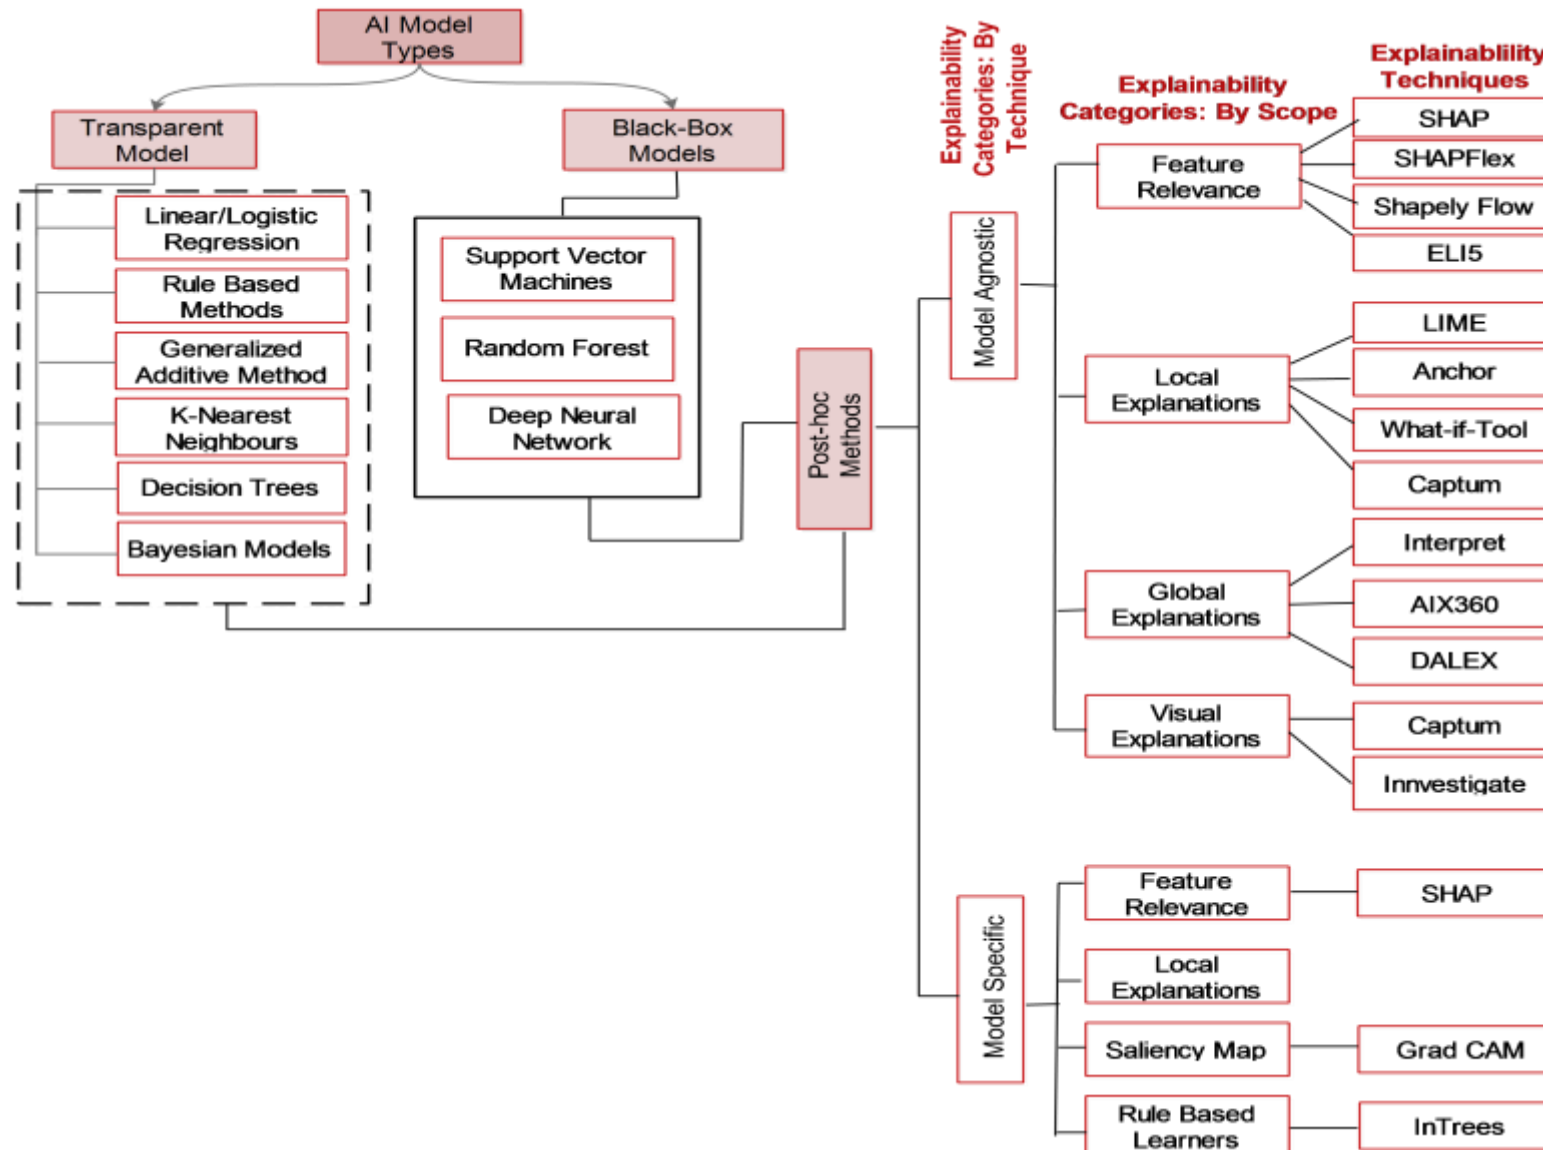 AI Model
Types
Transparent
Model
Black-Box
Models
Linear/Logistic
Regression
Rule Based
Methods
Generalized
Additive Method
K-Nearest
Neighbours
Decision Trees
Bayesian Models
Support Vector
Machines
Random Forest
Deep Neural
Network
Post-hoc
Methods
Explainability
Categories: By
Technique
Model Agnostic
Model Specific
Explainability
Categories: By Scope
Explainablility
Techniques
Feature
Relevance
SHAP
SHAPFlex
Shapely Flow
ELI5
Local
Explanations
LIME
Anchor
What-if-Tool
Captum
Global
Explanations
Interpret
AIX360
DALEX
Visual
Explanations
Captum
Innvestigate
Feature
Relevance
SHAP
Local
Explanations
Saliency Map
Grad CAM
Rule Based
Learners
InTrees